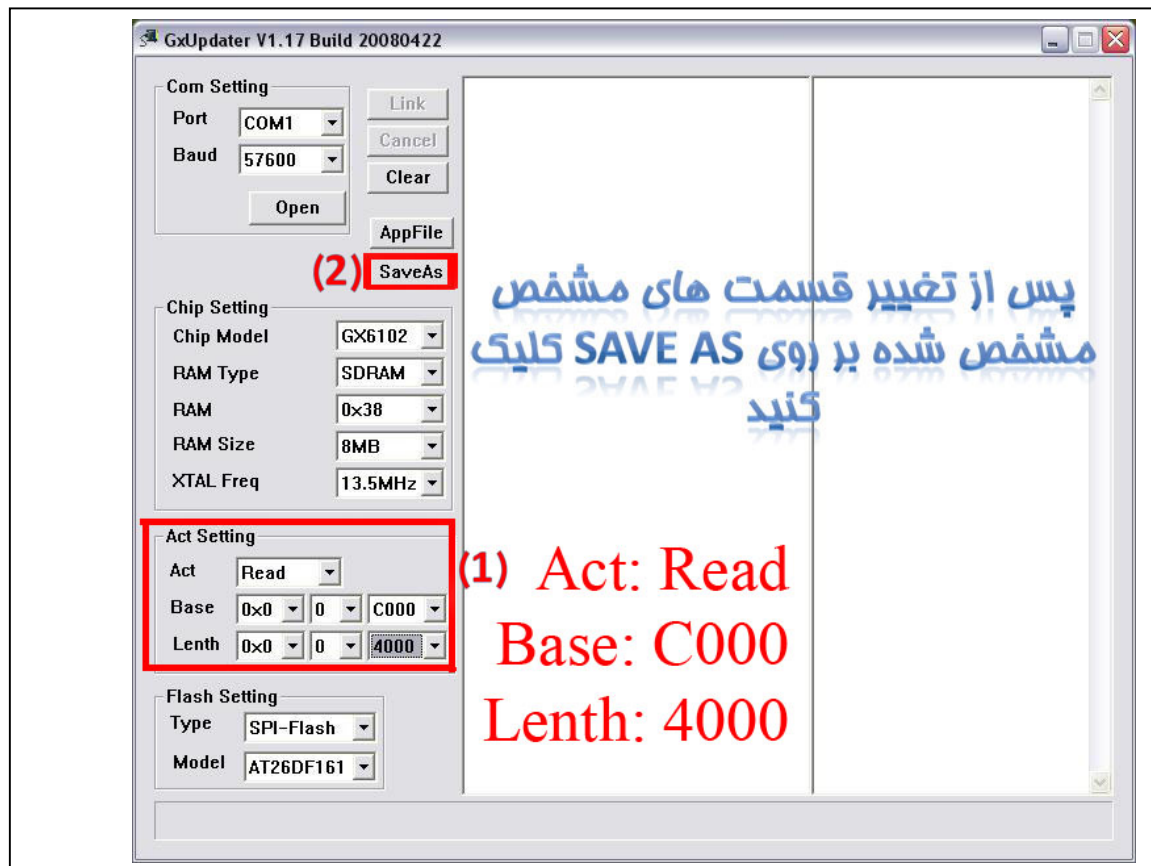 GxUpdater V1.17 Build 20080422
Com Setting
Port COM1
Baud 57600
Open
Link
Cancel
Clear
AppFile
(2) SaveAs
Chip Setting
Chip Model GX6102
RAM Type SDRAM
RAM 0x38
RAM Size 8MB
XTAL Freq 13.5MHz
Act Setting
Act Read
Base 0x0 0 C000
Lenth 0x0 0 4000
Flash Setting
Type SPI-Flash
Model AT26DF161
پس از تغییر قسمت های مشخص
مشخص شده بر روی SAVE AS کلیک
کنید
(1) Act: Read
Base: C000
Lenth: 4000